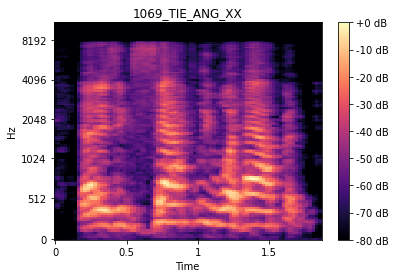 1069_TIE_ANG_XX
Hz
8192
4096
2048
1024
512
0
0
0.5
1
1.5
Time
+0 dB
-10 dB
-20 dB
-30 dB
-40 dB
-50 dB
-60 dB
-70 dB
-80 dB